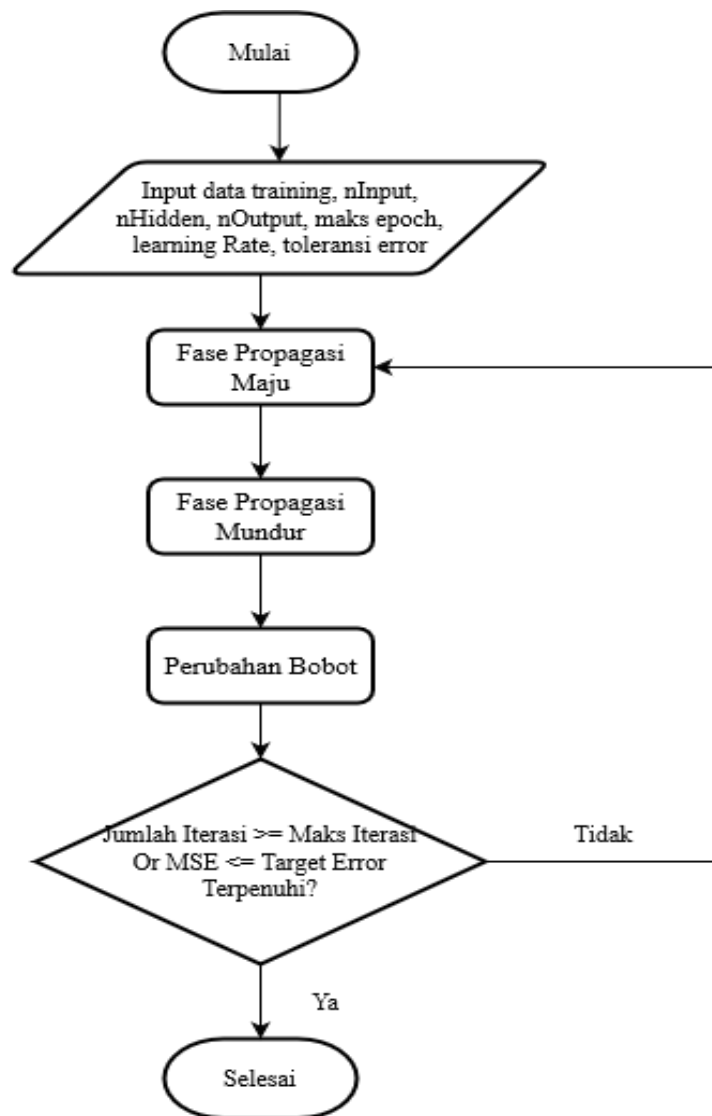 Mulai
Input data training, nInput,
nHidden, nOutput, maks epoch,
learning Rate, toleransi error
Fase Propagasi
Maju
Fase Propagasi
Mundur
Perubahan Bobot
Jumlah Iterasi >= Maks Iterasi
Or MSE <= Target Error
Terpenuhi?
Tidak
Ya
Selesai